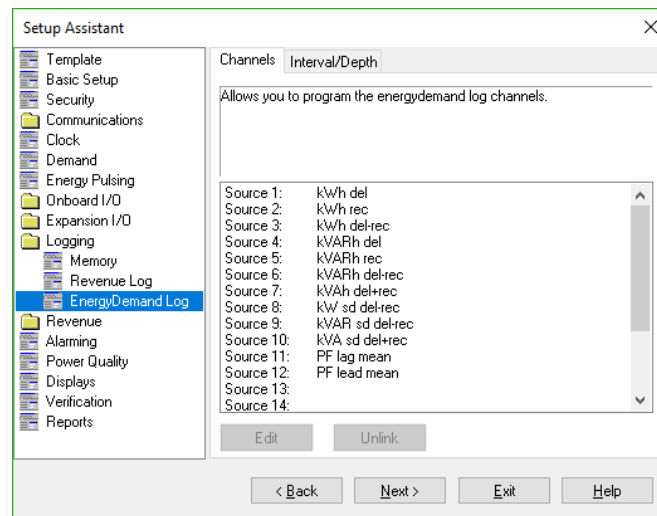 Setup Assistant
Template
Basic Setup
Security
Communications
Clock
Demand
Energy Pulsing
Onboard I/O
Expansion I/O
Logging
Memory
Revenue Log
EnergyDemand Log
Revenue
Alarming
Power Quality
Displays
Verification
Reports
Channels Interval/Depth
Allows you to program the energydemand log channels.
Source 1: kWh del
Source 2: kWh rec
Source 3: kWh del-rec
Source 4: kVARh del
Source 5: kVARh rec
Source 6: kVARh del-rec
Source 7: kVAh del+rec
Source 8: kW sd del-rec
Source 9: kVAR sd del-rec
Source 10: kVA sd del+rec
Source 11: PF lag mean
Source 12: PF lead mean
Source 13:
Source 14:
Edit Unlink
< Back Next > Exit Help